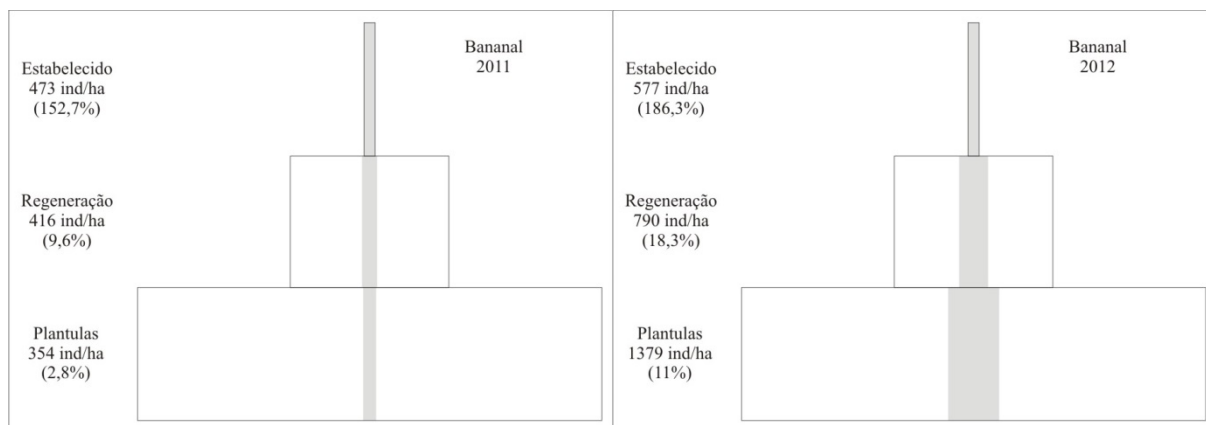 Bananal
2011
Estabelecido
473 ind/ha
(152,7%)
Regeneração
416 ind/ha
(9,6%)
Plantulas
354 ind/ha
(2,8%)
Bananal
2012
Estabelecido
577 ind/ha
(186,3%)
Regeneração
790 ind/ha
(18,3%)
Plantulas
1379 ind/ha
(11%)